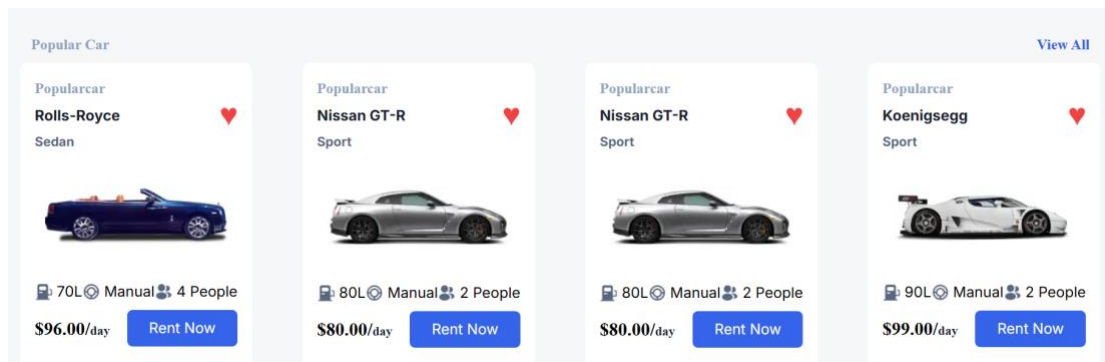 Popular Car
View All
Popularcar
Rolls-Royce
Sedan
70L Manual 4 People
$96.00/day
Rent Now
Popularcar
Nissan GT-R
Sport
80L Manual 2 People
$80.00/day
Rent Now
Popularcar
Nissan GT-R
Sport
80L Manual 2 People
$80.00/day
Rent Now
Popularcar
Koenigsegg
Sport
90L Manual 2 People
$99.00/day
Rent Now